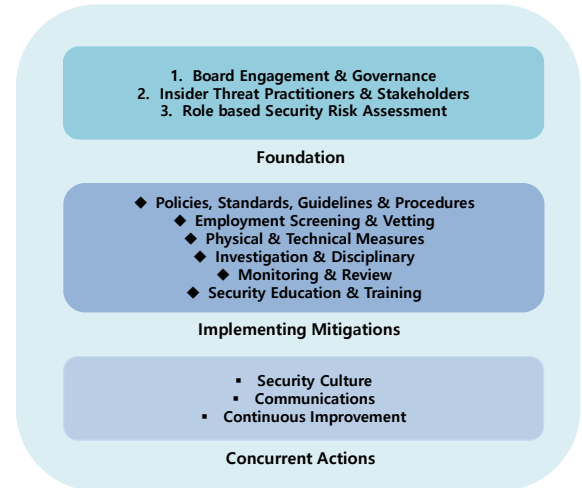 1. Board Engagement & Governance
2. Insider Threat Practitioners & Stakeholders
3. Role based Security Risk Assessment
Foundation
◆ Policies, Standards, Guidelines & Procedures
◆ Employment Screening & Vetting
◆ Physical & Technical Measures
◆ Investigation & Disciplinary
◆ Monitoring & Review
◆ Security Education & Training
Implementing Mitigations
▪ Security Culture
▪ Communications
▪ Continuous Improvement
Concurrent Actions